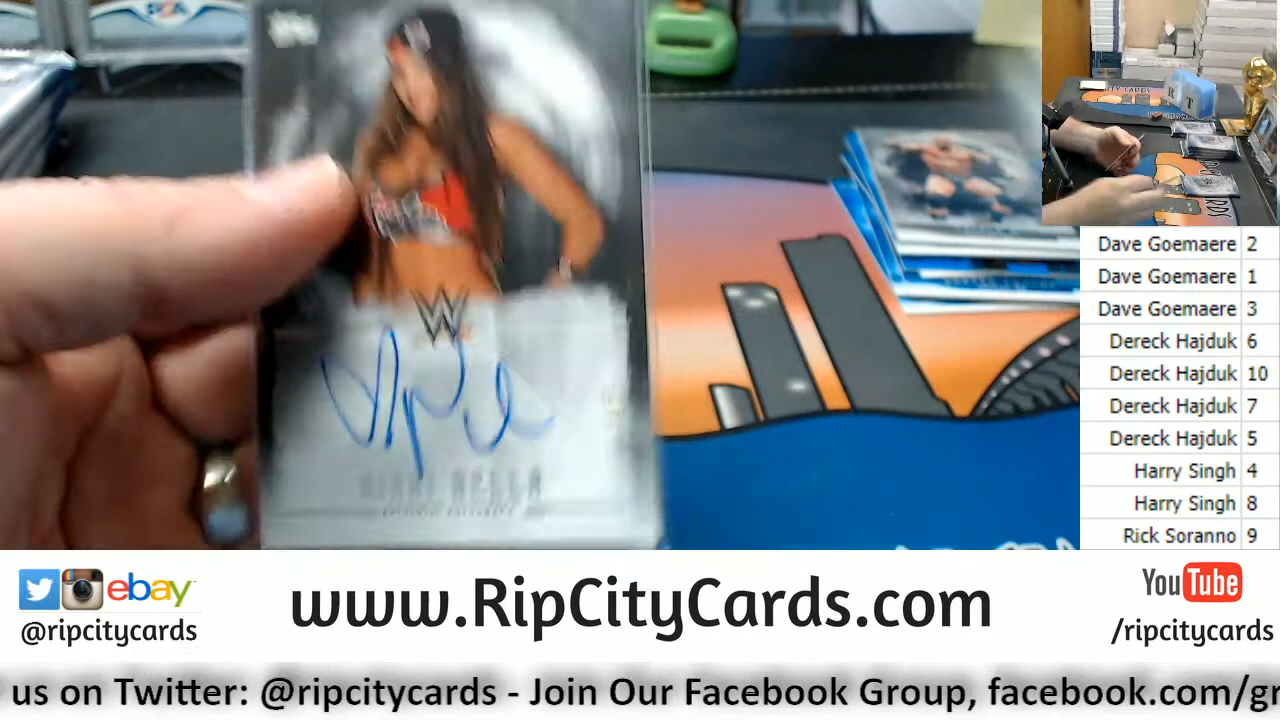 W
Dave Goemaere 2
Dave Goemaere 1
Dave Goemaere 3
Dereck Hajduk 6
Dereck Hajduk 10
Dereck Hajduk 7
Dereck Hajduk 5
Harry Singh 4
Harry Singh 8
Rick Soranno 9
ebay
@ripcitycards
www.RipCityCards.com
YouTube
/ripcitycards
us on Twitter: @ripcitycards - Join Our Facebook Group, facebook.com/gr